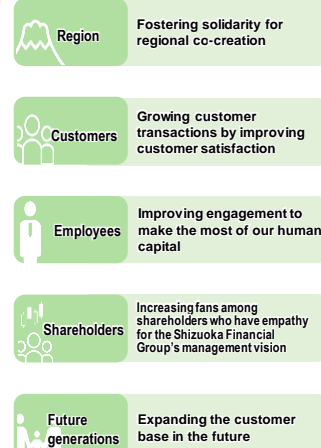 Region
Fostering solidarity for
regional co-creation
Customers
Growing customer
transactions by improving
customer satisfaction
Employees
Improving engagement to
make the most of our human
capital
Shareholders
Increasing fans among
shareholders who have empathy
for the Shizuoka Financial
Group's management vision
Future
generations
Expanding the customer
base in the future